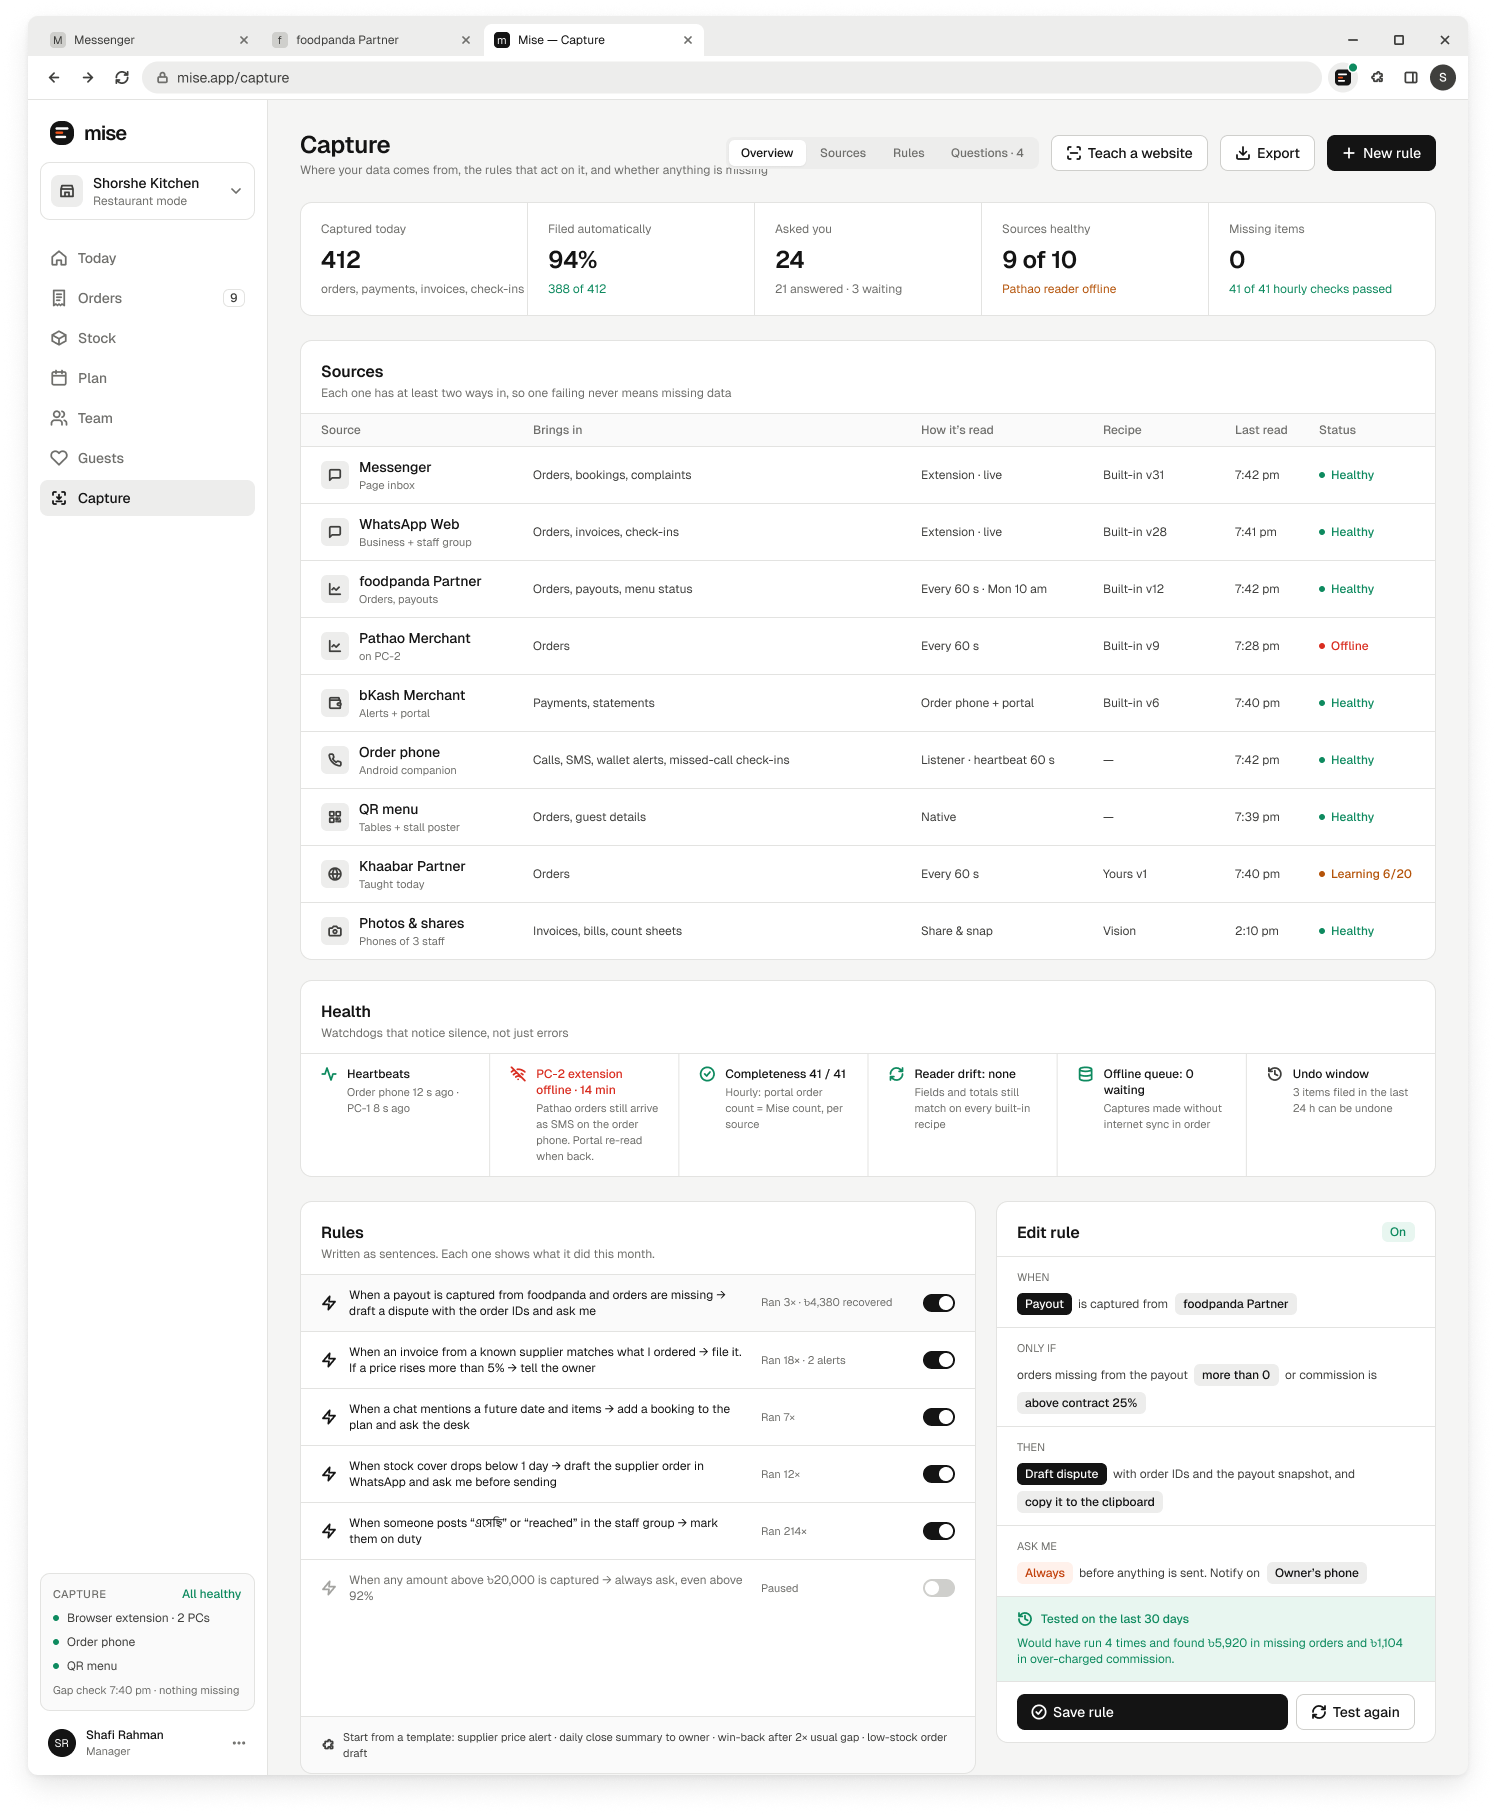 M Messenger
f foodpanda Partner
m Mise — Capture
mise.app/capture
S
mise
Shorshe Kitchen
Restaurant mode
Today
Orders 9
Stock
Plan
Team
Guests
Capture
CAPTURE All healthy
Browser extension · 2 PCs
Order phone
QR menu
Gap check 7:40 pm · nothing missing
SR
Shafi Rahman
Manager
Capture
Where your data comes from, the rules that act on it, and whether anything is missing
Overview Sources Rules Questions · 4
Teach a website
Export
New rule
Captured today
412
orders, payments, invoices, check-ins
Filed automatically
94%
388 of 412
Asked you
24
21 answered · 3 waiting
Sources healthy
9 of 10
Pathao reader offline
Missing items
0
41 of 41 hourly checks passed
Sources
Each one has at least two ways in, so one failing never means missing data
Source Brings in How it's read Recipe Last read Status
Messenger
Page inbox
Orders, bookings, complaints Extension · live Built-in v31 7:42 pm Healthy
WhatsApp Web
Business + staff group
Orders, invoices, check-ins Extension · live Built-in v28 7:41 pm Healthy
foodpanda Partner
Orders, payouts
Orders, payouts, menu status Every 60 s · Mon 10 am Built-in v12 7:42 pm Healthy
Pathao Merchant
on PC-2
Orders Every 60 s Built-in v9 7:28 pm Offline
bKash Merchant
Alerts + portal
Payments, statements Order phone + portal Built-in v6 7:40 pm Healthy
Order phone
Android companion
Calls, SMS, wallet alerts, missed-call check-ins Listener · heartbeat 60 s — 7:42 pm Healthy
QR menu
Tables + stall poster
Orders, guest details Native — 7:39 pm Healthy
Khaabar Partner
Taught today
Orders Every 60 s Yours v1 7:40 pm Learning 6/20
Photos & shares
Phones of 3 staff
Invoices, bills, count sheets Share & snap Vision 2:10 pm Healthy
Health
Watchdogs that notice silence, not just errors
Heartbeats
Order phone 12 s ago ·
PC-1 8 s ago
PC-2 extension
offline · 14 min
Pathao orders still arrive
as SMS on the order
phone. Portal re-read
when back.
Completeness 41 / 41
Hourly: portal order
count = Mise count, per
source
Reader drift: none
Fields and totals still
match on every built-in
recipe
Offline queue: 0
waiting
Captures made without
internet sync in order
Undo window
3 items filed in the last
24 h can be undone
Rules
Written as sentences. Each one shows what it did this month.
When a payout is captured from foodpanda and orders are missing →
draft a dispute with the order IDs and ask me
Ran 3× · ৳4,380 recovered
When an invoice from a known supplier matches what I ordered → file it.
If a price rises more than 5% → tell the owner
Ran 18× · 2 alerts
When a chat mentions a future date and items → add a booking to the
plan and ask the desk
Ran 7×
When stock cover drops below 1 day → draft the supplier order in
WhatsApp and ask me before sending
Ran 12×
When someone posts “এসেছি” or “reached” in the staff group → mark
them on duty
Ran 214×
When any amount above ৳20,000 is captured → always ask, even above
92%
Paused
Start from a template: supplier price alert · daily close summary to owner · win-back after 2× usual gap · low-stock order
draft
Edit rule On
WHEN
Payout is captured from foodpanda Partner
ONLY IF
orders missing from the payout more than 0 or commission is
above contract 25%
THEN
Draft dispute with order IDs and the payout snapshot, and
copy it to the clipboard
ASK ME
Always before anything is sent. Notify on Owner's phone
Tested on the last 30 days
Would have run 4 times and found ৳5,920 in missing orders and ৳1,104
in over-charged commission.
Save rule
Test again